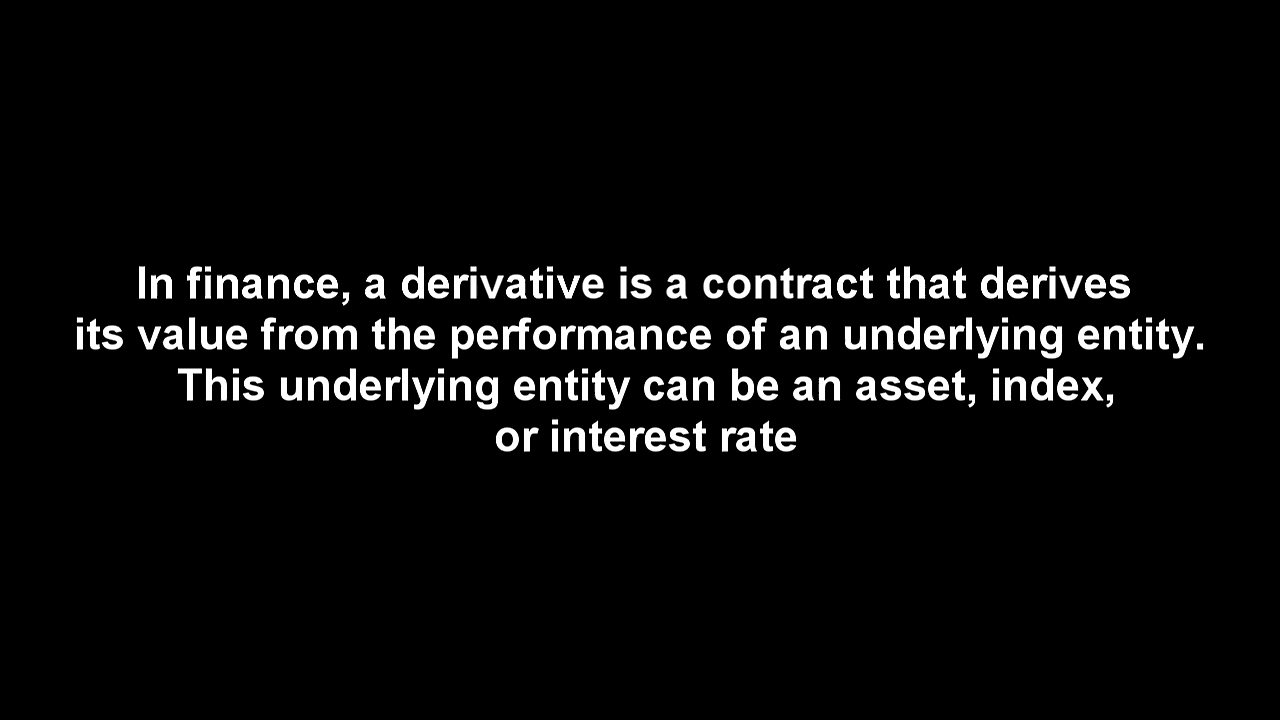 In finance, a derivative is a contract that derives
its value from the performance of an underlying entity.
This underlying entity can be an asset, index,
or interest rate